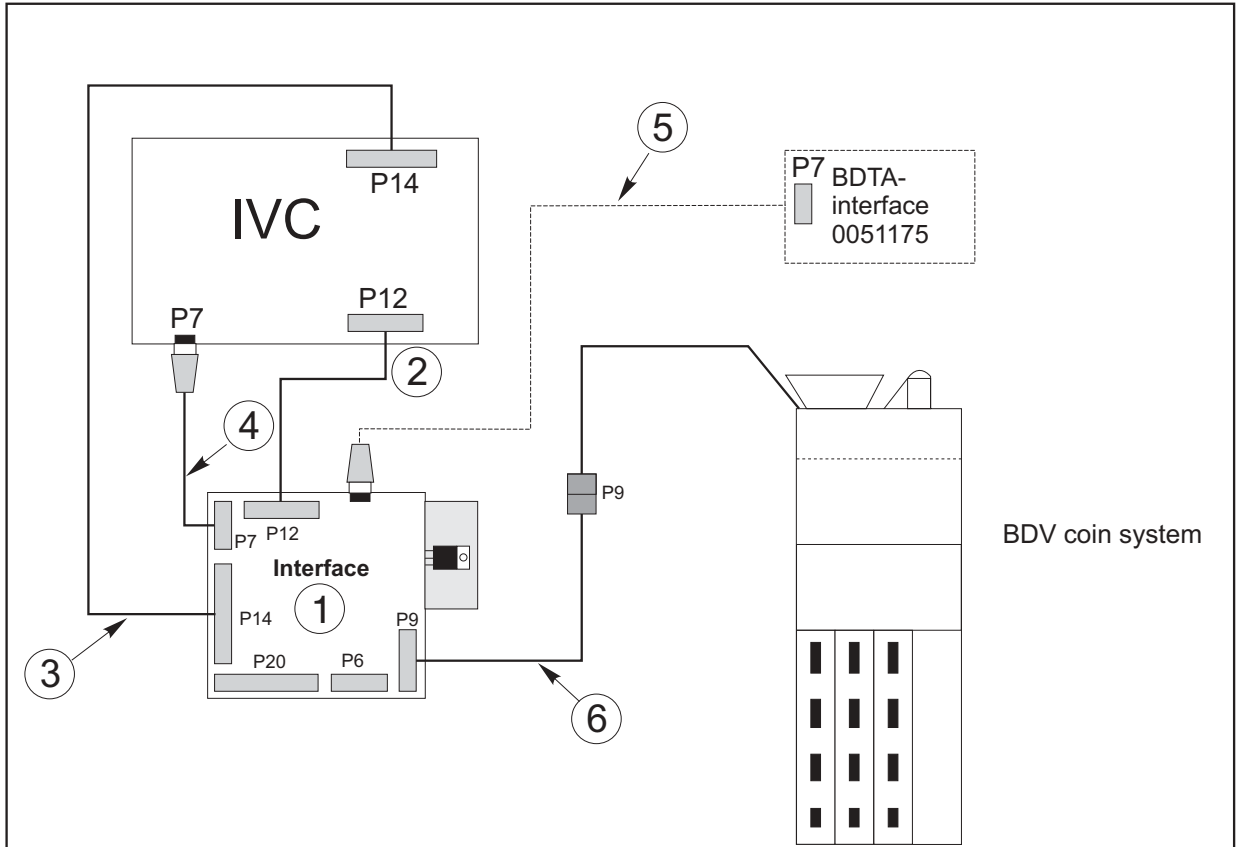 5
P14
IVC
P7
BDTA-
interface
0051175
P12
P7
2
4
P9
P7
P12
BDV coin system
Interface
1
P14
P9
3
P20
P6
6